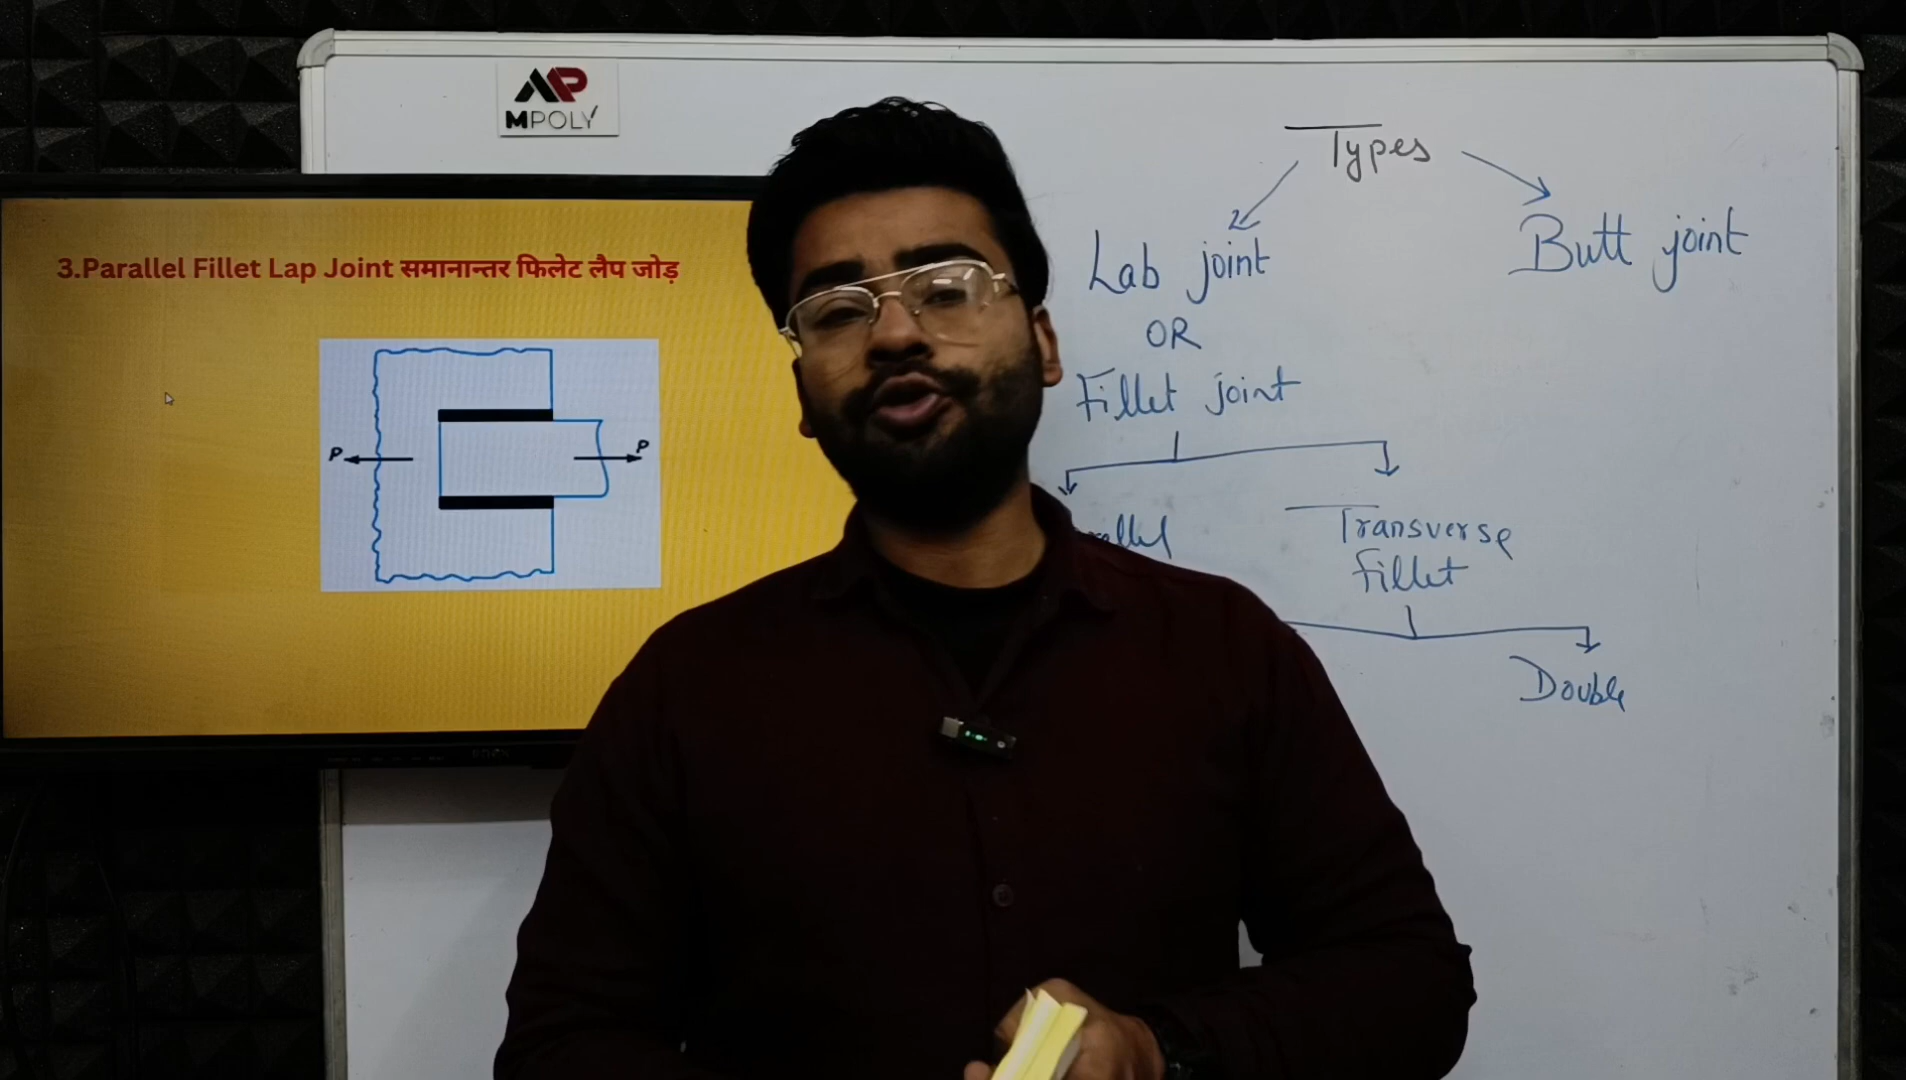 MPOLY
3.Parallel Fillet Lap Joint समानान्तर फिलेट लैप जोड़
P
P
Types
Lab joint
Butt joint
OR
Fillet joint
Transverse
fillet
Double